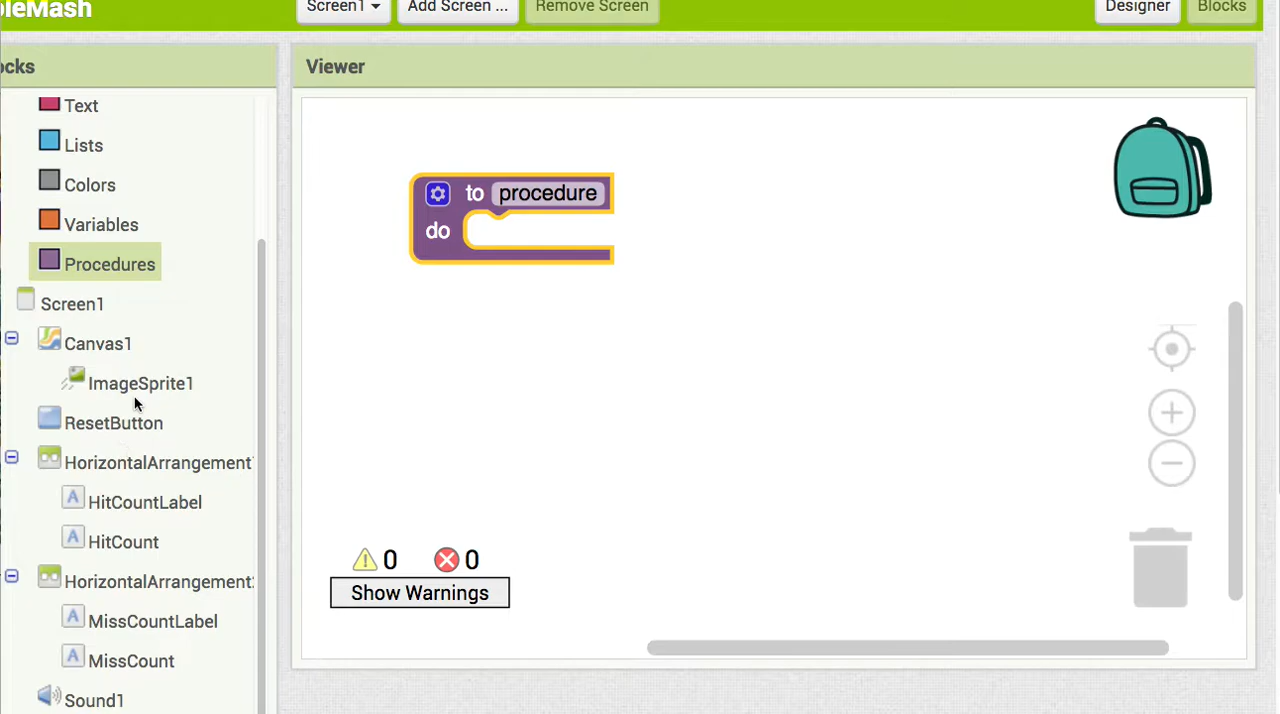 oleMash
Screen1
Add Screen ...
Remove Screen
Designer
Blocks
ocks
Viewer
Text
Lists
Colors
Variables
Procedures
Screen1
Canvas1
ImageSprite1
ResetButton
HorizontalArrangement
HitCountLabel
HitCount
HorizontalArrangement
MissCountLabel
MissCount
Sound1
to procedure
do
0 0
Show Warnings